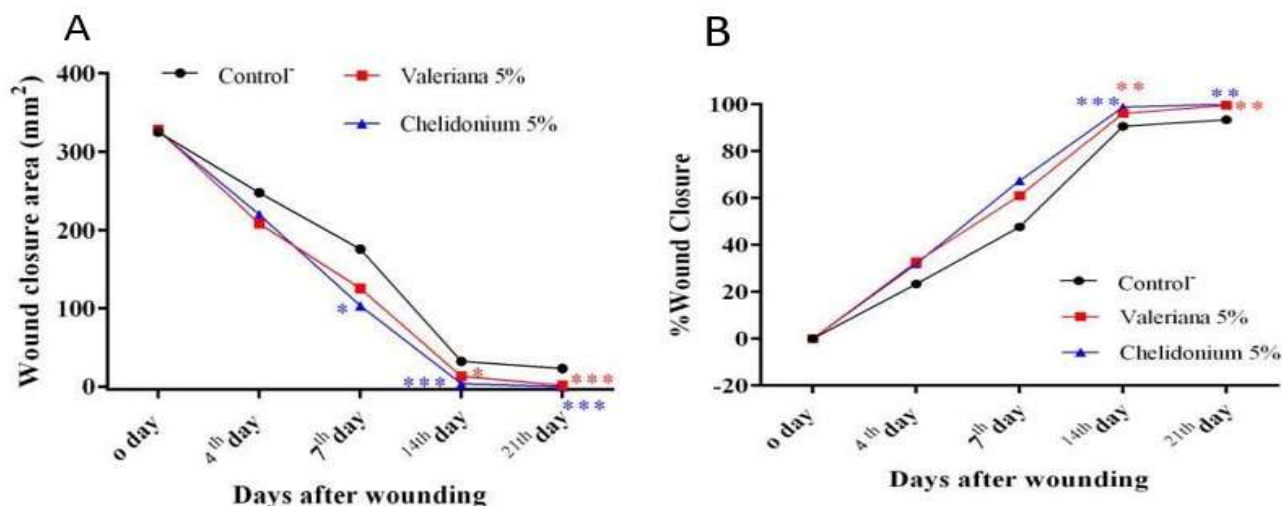 A
Control⁻
Valeriana 5%
Chelidonium 5%
Wound closure area (mm²)
400
300
200
100
0
*
***
*
***
***
0 day
4th day
7th day
14th day
21th day
Days after wounding
B
%Wound Closure
100
80
60
40
20
0
-20
**
***
**
**
Control⁻
Valeriana 5%
Chelidonium 5%
o day
4th day
7th day
14th day
21th day
Days after wounding